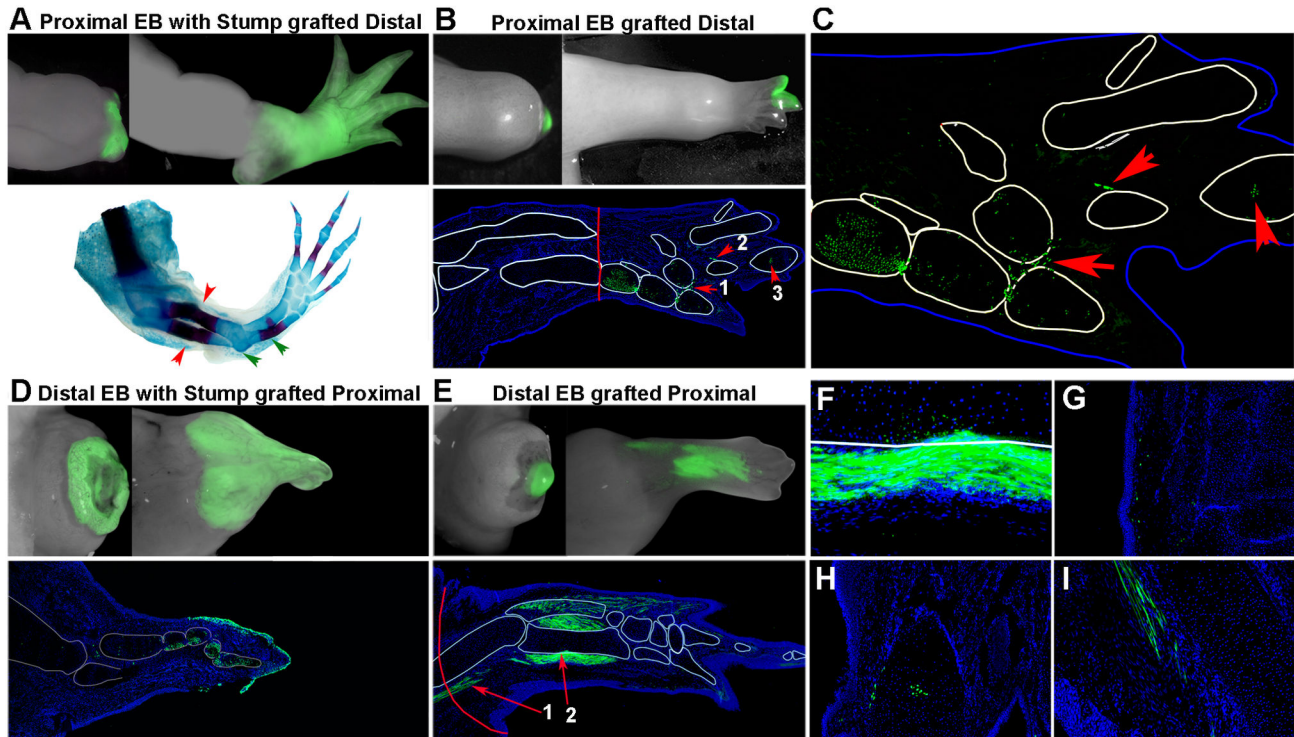 A Proximal EB with Stump grafted Distal
B Proximal EB grafted Distal
C
2
1
3
D Distal EB with Stump grafted Proximal
E Distal EB grafted Proximal
F
G
H
I
1
2